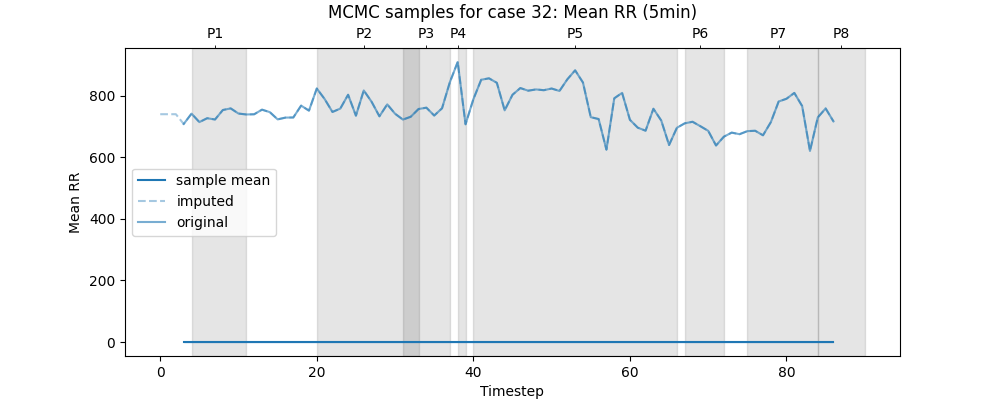 MCMC samples for case 32: Mean RR (5min)
P1 P2 P3 P4 P5 P6 P7 P8
800
600
400
200
0
Mean RR
sample mean
imputed
original
0 20 40 60 80
Timestep